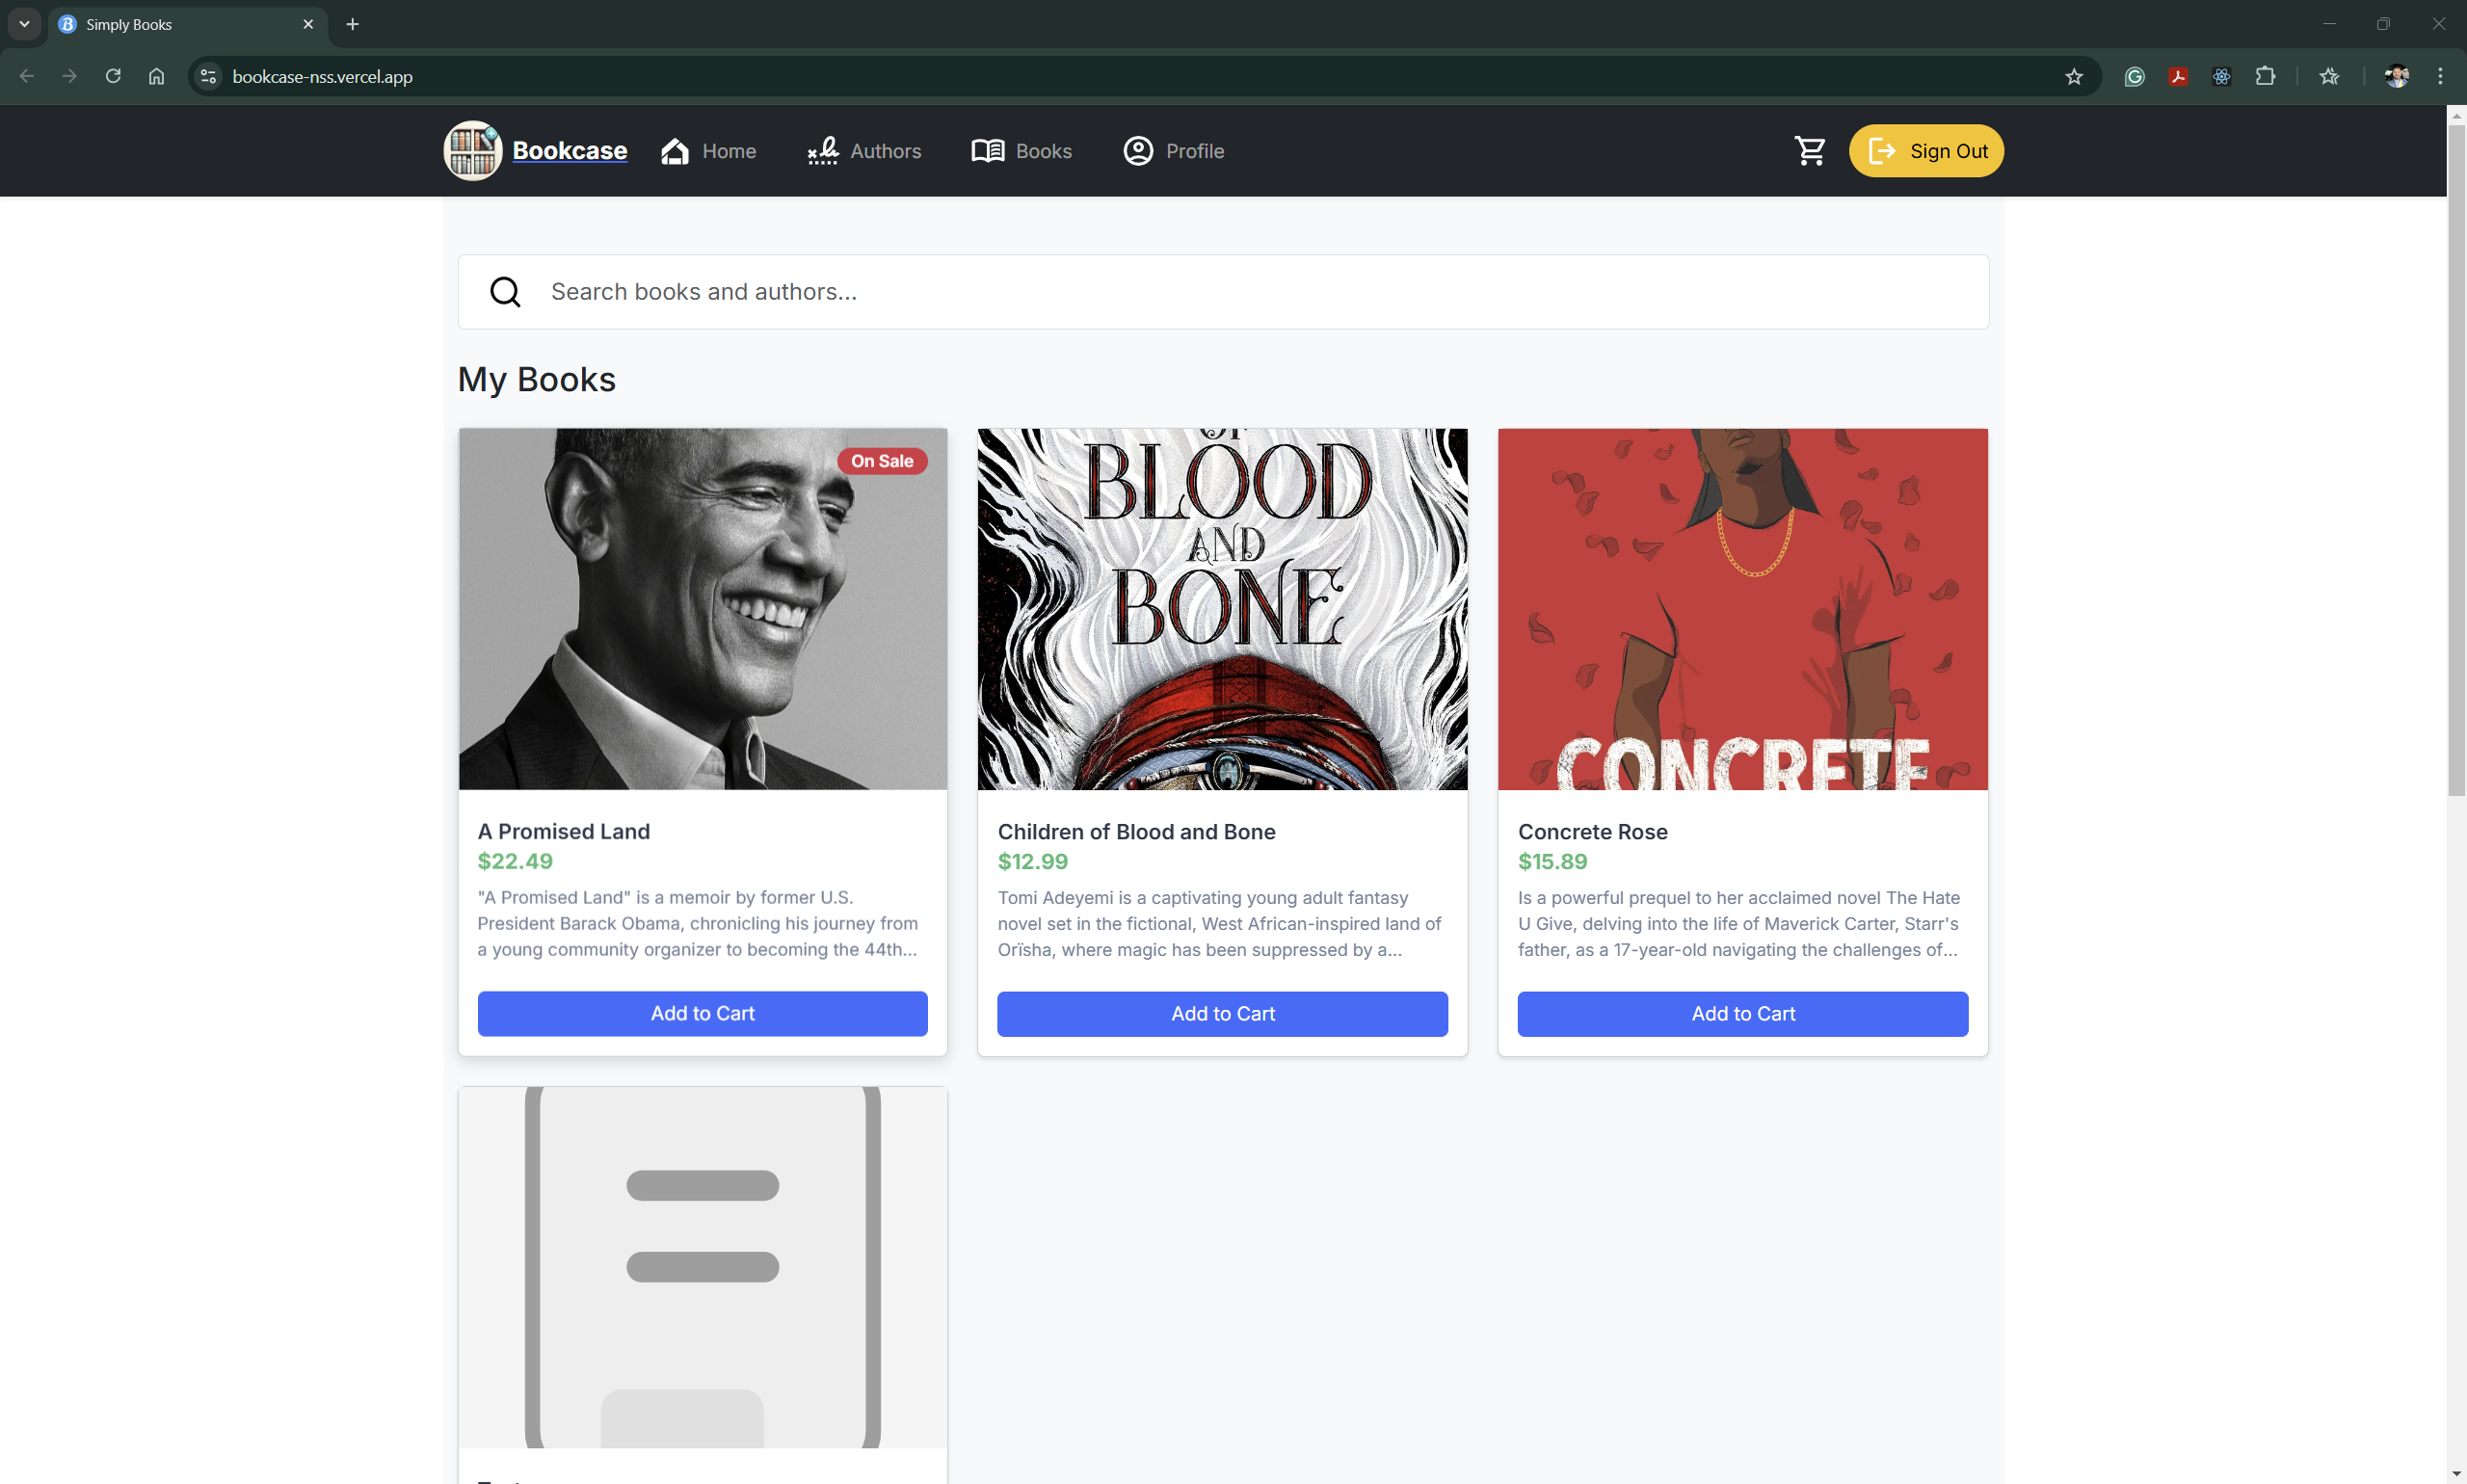 Simply Books
bookcase-nss.vercel.app
Bookcase
Home
Authors
Books
Profile
Sign Out
Search books and authors...
My Books
On Sale
BLOOD
AND
BONE
CONCRETE
A Promised Land
$22.49
"A Promised Land" is a memoir by former U.S.
President Barack Obama, chronicling his journey from
a young community organizer to becoming the 44th...
Add to Cart
Children of Blood and Bone
$12.99
Tomi Adeyemi is a captivating young adult fantasy
novel set in the fictional, West African-inspired land of
Orïsha, where magic has been suppressed by a...
Add to Cart
Concrete Rose
$15.89
Is a powerful prequel to her acclaimed novel The Hate
U Give, delving into the life of Maverick Carter, Starr's
father, as a 17-year-old navigating the challenges of...
Add to Cart